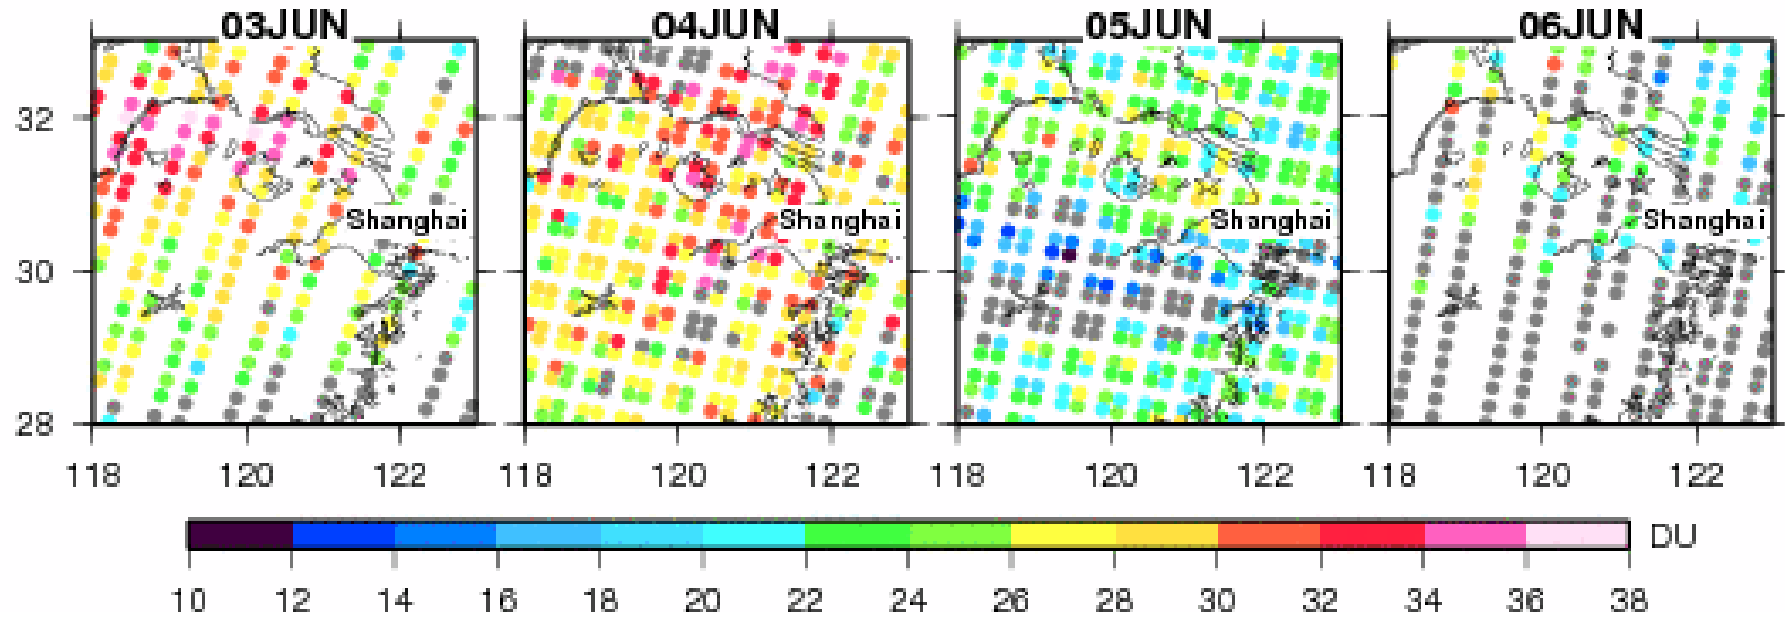 03JUN 04JUN 05JUN 06JUN
32
Shanghai Shanghai Shanghai Shanghai
30
28
118 120 122 118 120 122 118 120 122 118 120 122
DU
10 12 14 16 18 20 22 24 26 28 30 32 34 36 38